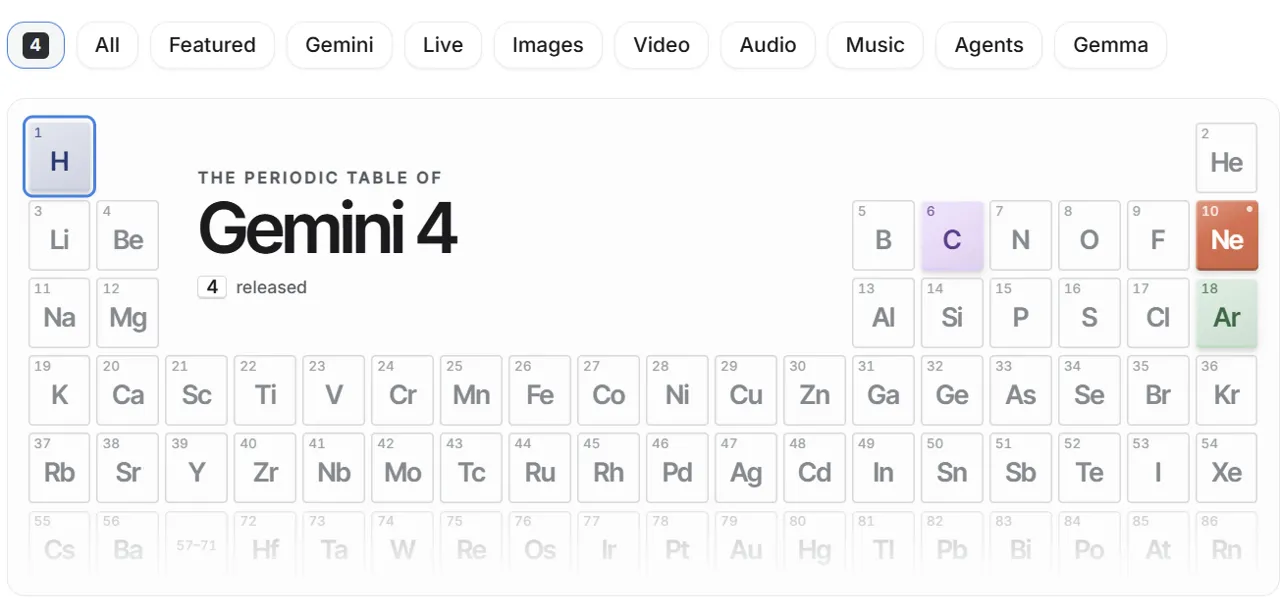 4 All Featured Gemini Live Images Video Audio Music Agents Gemma
1 2
H He
THE PERIODIC TABLE OF
Gemini 4
4 released
3 4 5 6 7 8 9 10
Li Be B C N O F Ne
11 12 13 14 15 16 17 18
Na Mg Al Si P S Cl Ar
19 20 21 22 23 24 25 26 27 28 29 30 31 32 33 34 35 36
K Ca Sc Ti V Cr Mn Fe Co Ni Cu Zn Ga Ge As Se Br Kr
37 38 39 40 41 42 43 44 45 46 47 48 49 50 51 52 53 54
Rb Sr Y Zr Nb Mo Tc Ru Rh Pd Ag Cd In Sn Sb Te I Xe
55 56 72 73 74 75 76 77 78 79 80 81 82 83 84 85 86
Cs Ba 57–71 Hf Ta W Re Os Ir Pt Au Hg Tl Pb Bi Po At Rn